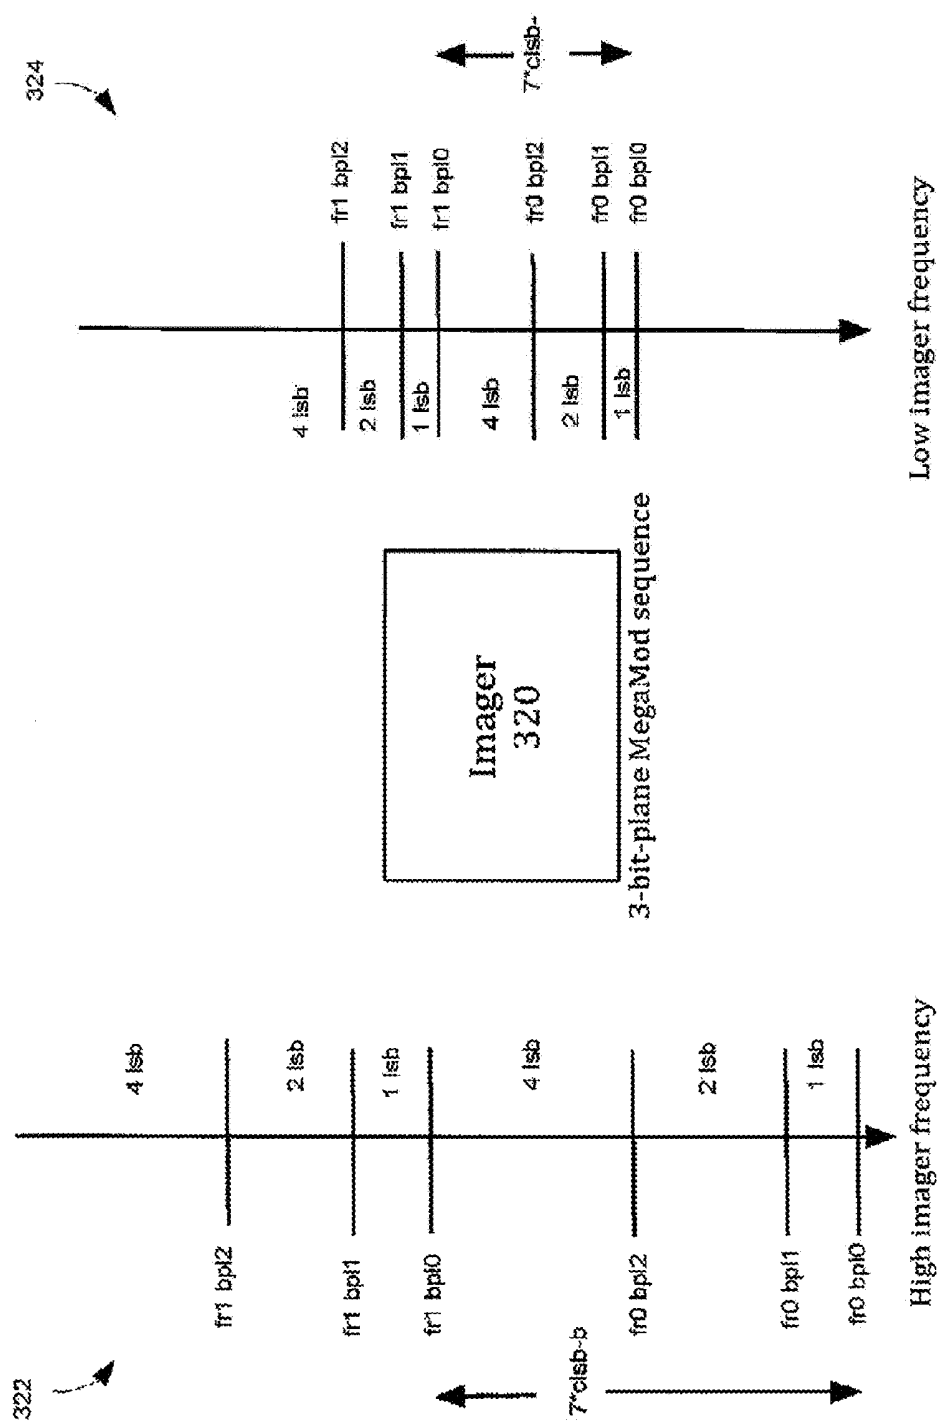 322
7*clsb-b
fr1 bpl2
fr1 bpl1
fr1 bpl0
fr0 bpl2
fr0 bpl1
fr0 bpl0
4 lsb
2 lsb
1 lsb
4 lsb
2 lsb
1 lsb
High imager frequency
Imager
320
3-bit-plane MegaMod sequence
4 lsb
2 lsb
1 lsb
4 lsb
2 lsb
1 lsb
fr1 bpl2
fr1 bpl1
fr1 bpl0
fr0 bpl2
fr0 bpl1
fr0 bpl0
324
7*clsb-
Low imager frequency